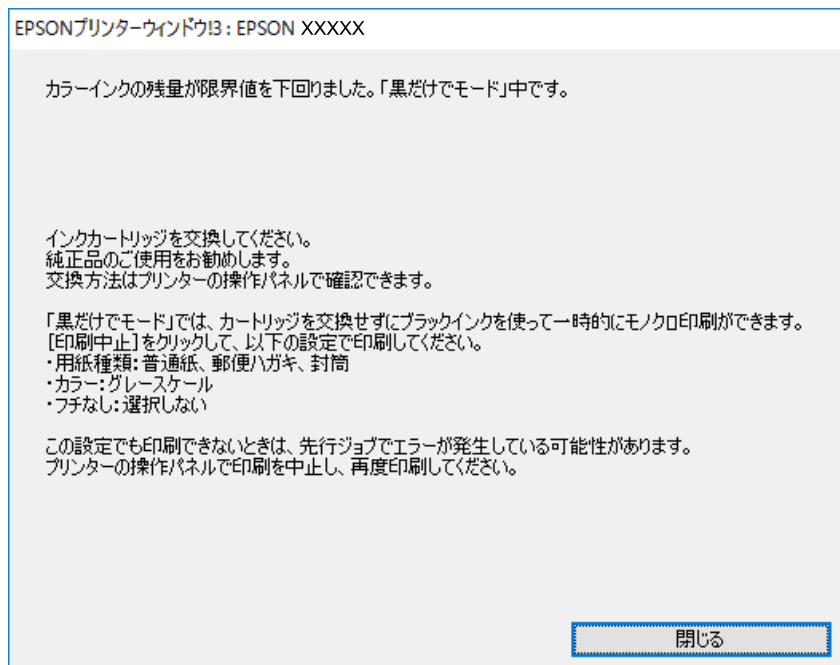 EPSONプリンターウィンドウ!3 : EPSON XXXXX
カラーインクの残量が限界値を下回りました。「黒だけでモード」中です。
インクカートリッジを交換してください。
純正品のご使用をお勧めします。
交換方法はプリンターの操作パネルで確認できます。
「黒だけでモード」では、カートリッジを交換せずにブラックインクを使って一時的にモノクロ印刷ができます。
[印刷中止]をクリックして、以下の設定で印刷してください。
・用紙種類：普通紙、郵便ハガキ、封筒
・カラー：グレースケール
・フチなし：選択しない
この設定でも印刷できないときは、先行ジョブでエラーが発生している可能性があります。
プリンターの操作パネルで印刷を中止し、再度印刷してください。
閉じる